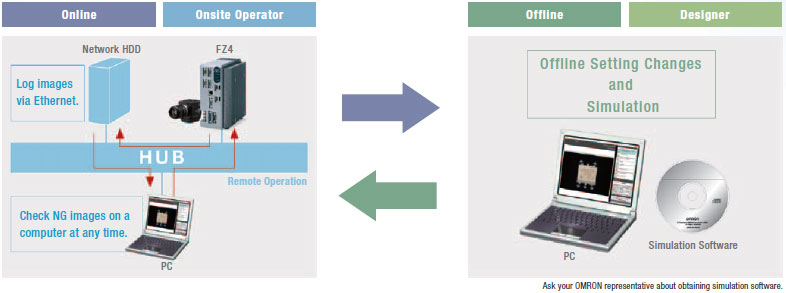 Online
Onsite Operator
Offline
Designer
Network HDD
FZ4
Log images
via Ethernet.
HUB
Remote Operation
Check NG images on a
computer at any time.
PC
Offline Setting Changes
and
Simulation
OMRON
PC
Simulation Software
Ask your OMRON representative about obtaining simulation software.